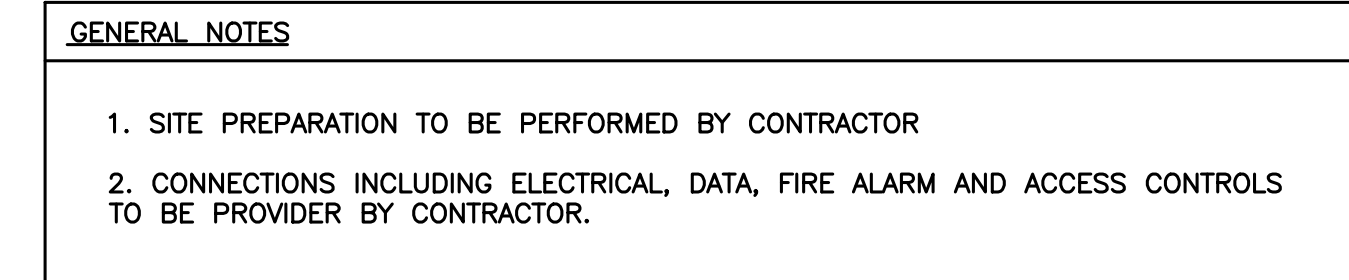 GENERAL NOTES
1. SITE PREPARATION TO BE PERFORMED BY CONTRACTOR
2. CONNECTIONS INCLUDING ELECTRICAL, DATA, FIRE ALARM AND ACCESS CONTROLS
TO BE PROVIDER BY CONTRACTOR.